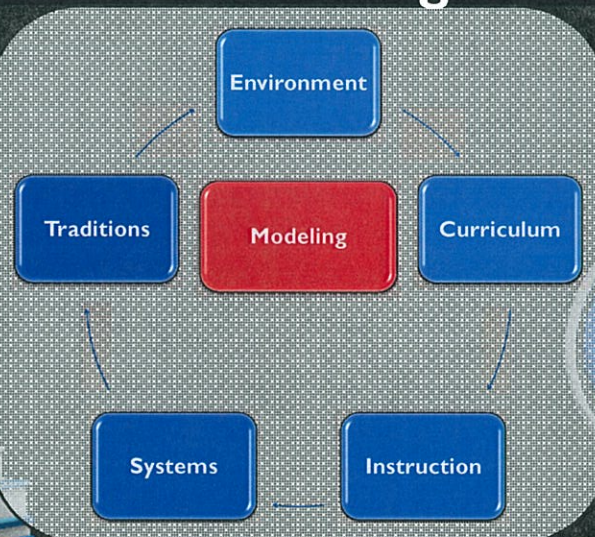 Environment
Traditions
Modeling
Curriculum
Systems
Instruction